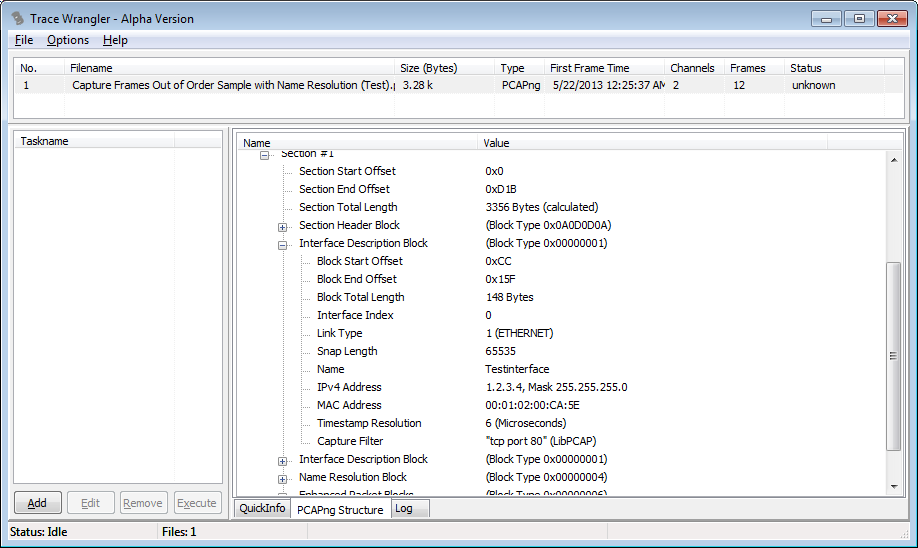 Trace Wrangler - Alpha Version
File Options Help
No. Filename Size (Bytes) Type First Frame Time Channels Frames Status
1 Capture Frames Out of Order Sample with Name Resolution (Test).p 3.28 k PCAPng 5/22/2013 12:25:37 AM 2 12 unknown
Taskname
Name Value
Section #1
Section Start Offset 0x0
Section End Offset 0xD1B
Section Total Length 3356 Bytes (calculated)
Section Header Block (Block Type 0x0A0D0D0A)
Interface Description Block (Block Type 0x00000001)
Block Start Offset 0xCC
Block End Offset 0x15F
Block Total Length 148 Bytes
Interface Index 0
Link Type 1 (ETHERNET)
Snap Length 65535
Name Testinterface
IPv4 Address 1.2.3.4, Mask 255.255.255.0
MAC Address 00:01:02:00:CA:5E
Timestamp Resolution 6 (Microseconds)
Capture Filter "tcp port 80" (LibPCAP)
Interface Description Block (Block Type 0x00000001)
Name Resolution Block (Block Type 0x00000004)
Enhanced Packet Blocks (Block Type 0x00000006)
Add Edit Remove Execute
QuickInfo PCAPng Structure Log
Status: Idle Files: 1